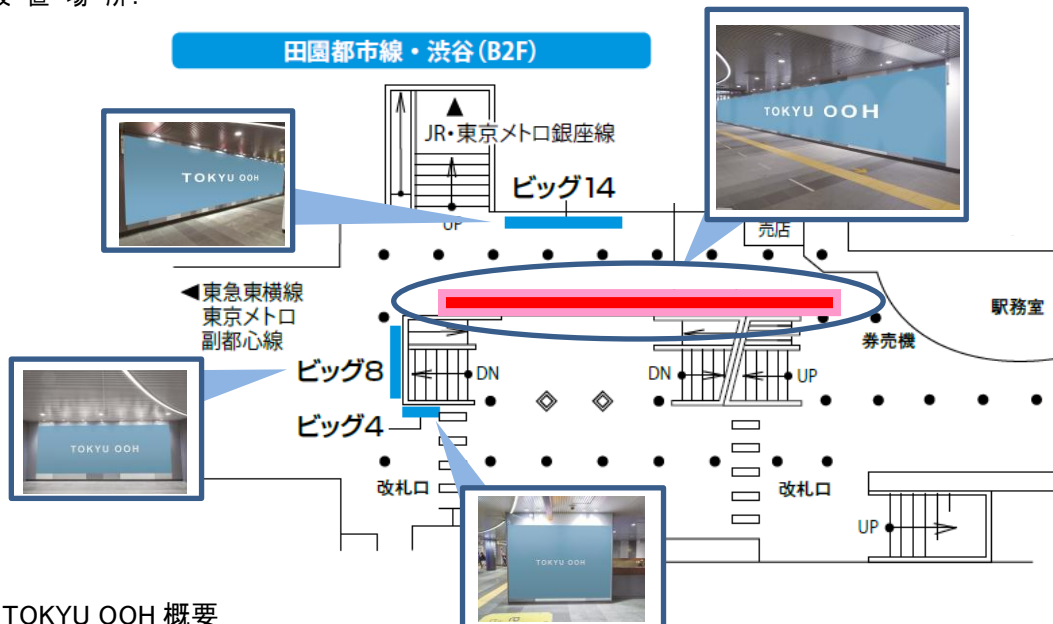 設置場所:
田園都市線・渋谷(B2F)
TOKYU OOH
JR・東京メトロ銀座線
TOKYU OOH
ビッグ14
UP
売店
◀東急東横線
東京メトロ
副都心線
駅務室
券売機
ビッグ8
DN
DN
UP
ビッグ4
TOKYU OOH
改札口
改札口
UP
TOKYU OOH
TOKYU OOH 概要